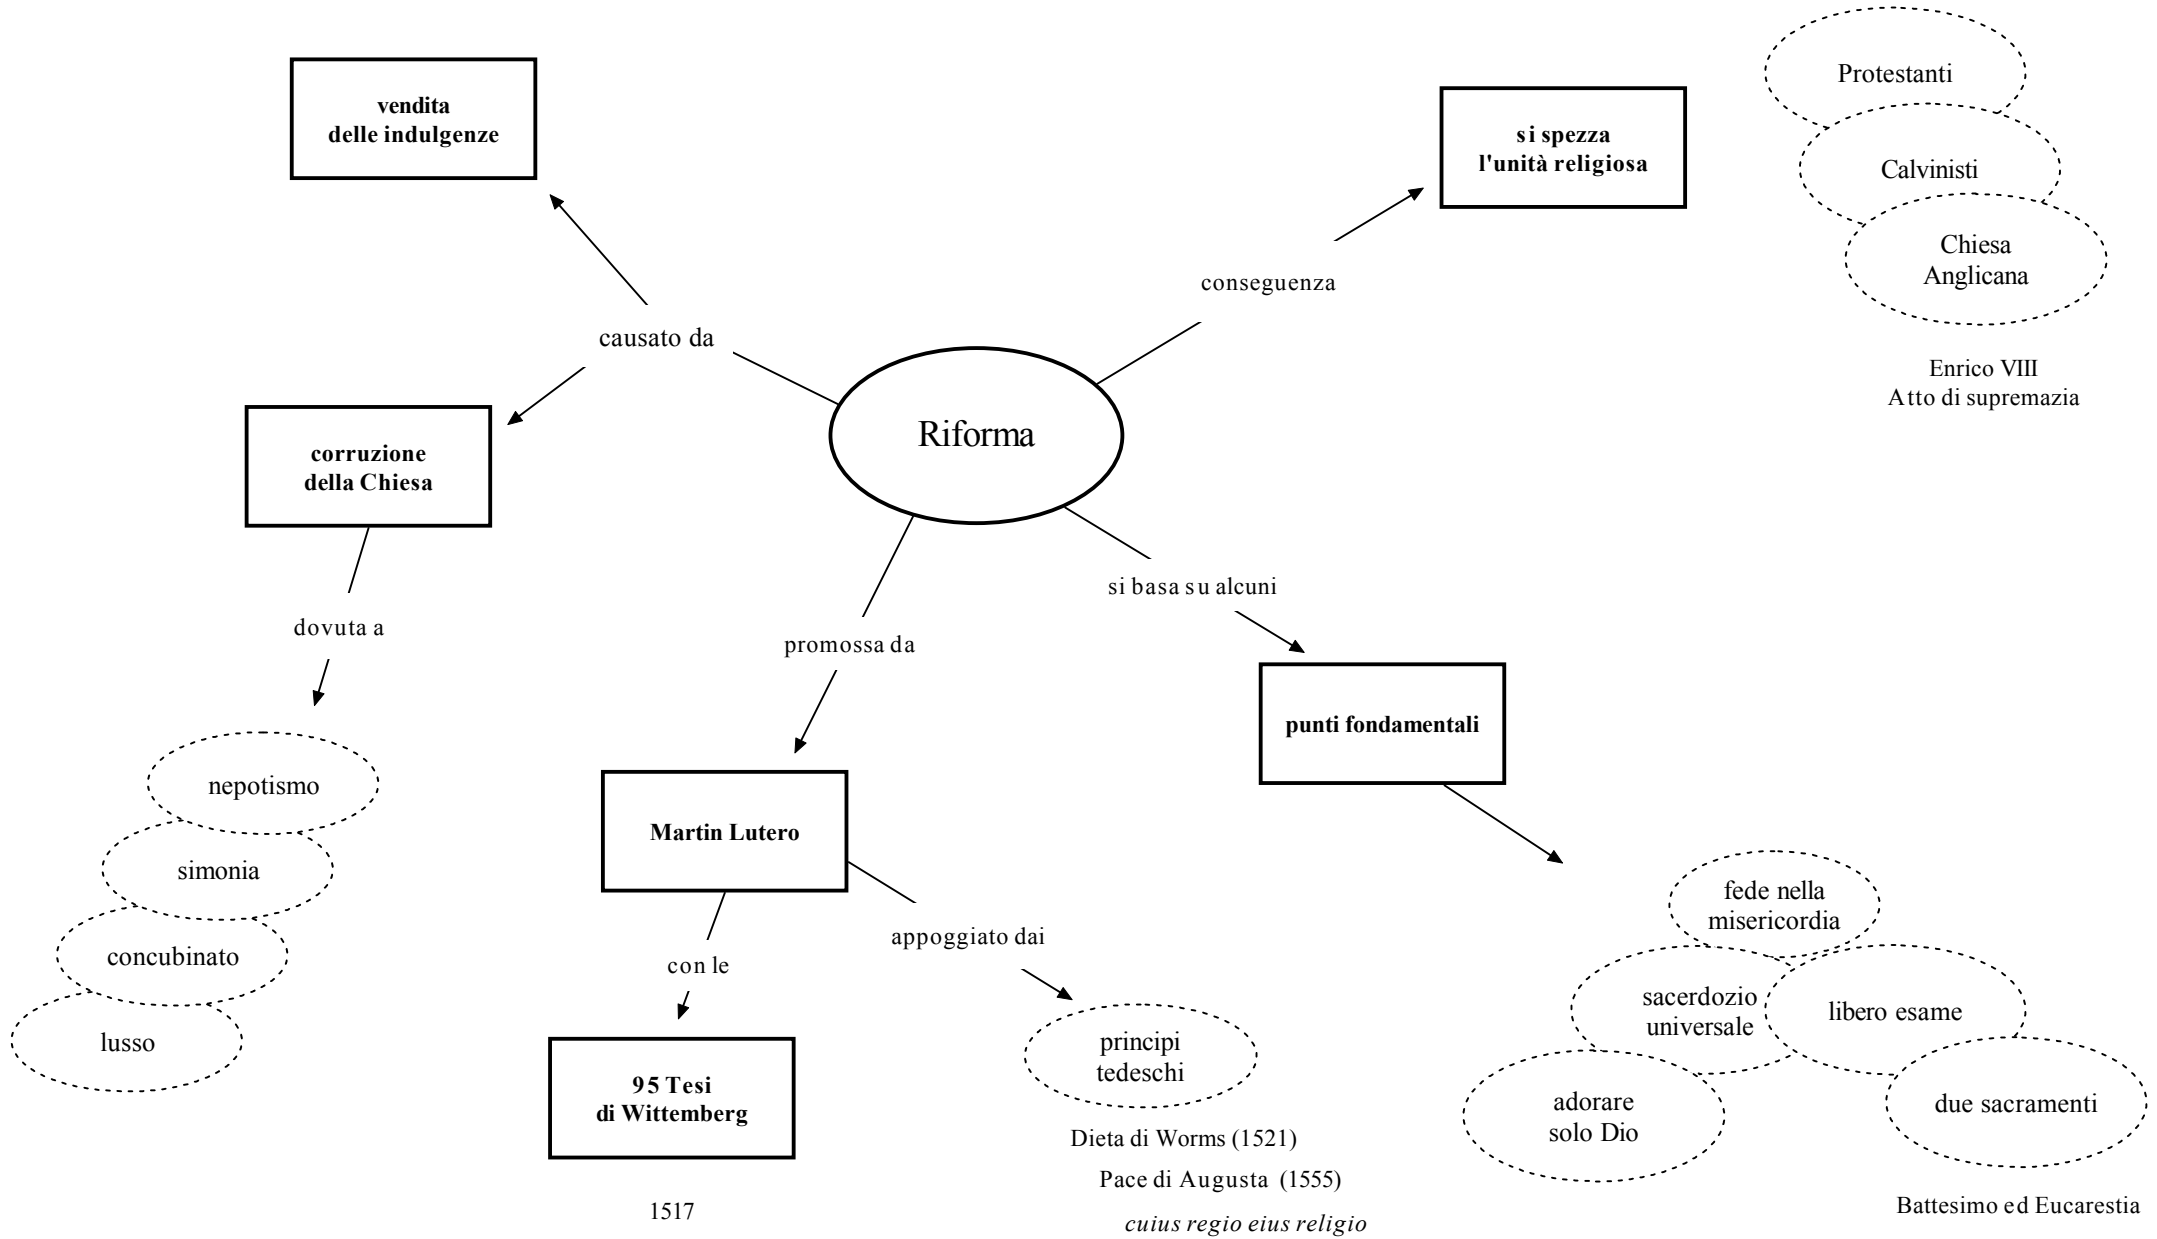 vendita
delle indulgenze
si spezza
l'unità religiosa
Protestanti
Calvinisti
Chiesa
Anglicana
Enrico VIII
Atto di supremazia
conseguenza
causato da
Riforma
corruzione
della Chiesa
dovuta a
nepotismo
simonia
concubinato
lusso
promossa da
Martin Lutero
con le
95 Tesi
di Wittemberg
1517
appoggiato dai
principi
tedeschi
Dieta di Worms (1521)
Pace di Augusta (1555)
cuius regio eius religio
si basa su alcuni
punti fondamentali
fede nella
misericordia
sacerdozio
universale
libero esame
adorare
solo Dio
due sacramenti
Battesimo ed Eucarestia